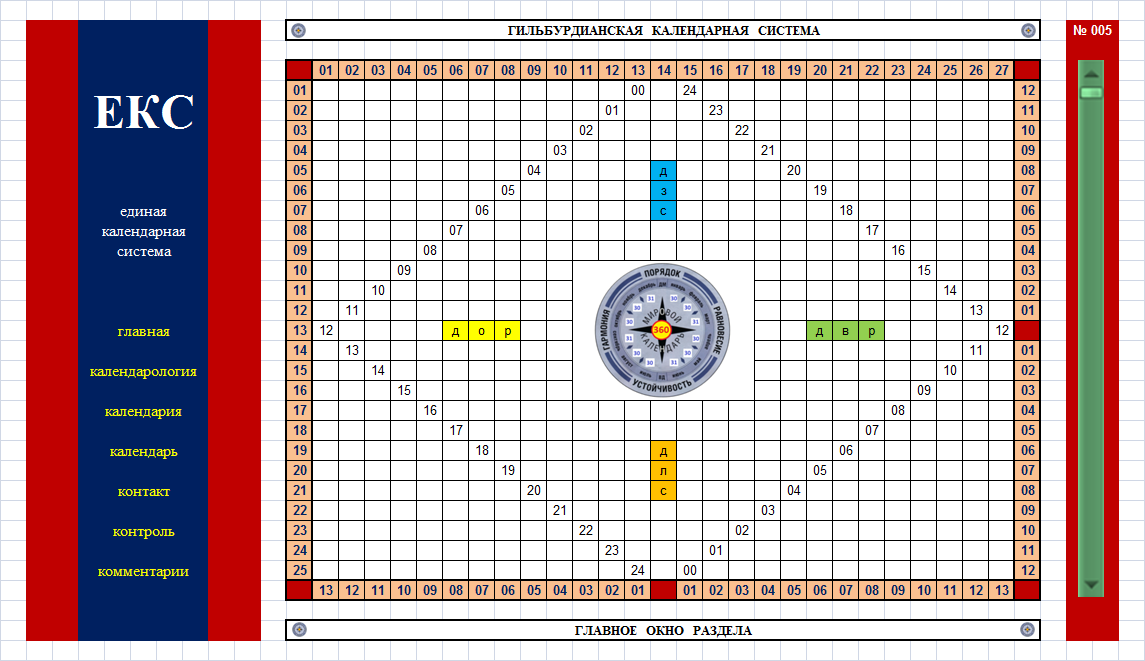 ЕКС
единая
календарная
система
главная
календарология
календария
календарь
контакт
контроль
комментарии
ГИЛЬБУРДИАНСКАЯ КАЛЕНДАРНАЯ СИСТЕМА
№ 005
01 02 03 04 05 06 07 08 09 10 11 12 13 14 15 16 17 18 19 20 21 22 23 24 25 26 27
01 00 24 12
02 01 23 11
03 02 22 10
04 03 21 09
05 04 д 20 08
06 05 з 19 07
07 06 с 18 06
08 07 17 05
09 08 16 04
10 09 15 03
11 10 14 02
12 11 13 01
13 12 д о р д в р 12
14 13 11 01
15 14 10 02
16 15 09 03
17 16 08 04
18 17 07 05
19 18 д 06 06
20 19 л 05 07
21 20 с 04 08
22 21 03 09
23 22 02 10
24 23 01 11
25 24 00 12
13 12 11 10 09 08 07 06 05 04 03 02 01 01 02 03 04 05 06 07 08 09 10 11 12 13
ПОРЯДОК
РАВНОВЕСИЕ
УСТОЙЧИВОСТЬ
ГАРМОНИЯ
МИРОВОЙ
360
КАЛЕНДАРЬ
ГЛАВНОЕ ОКНО РАЗДЕЛА